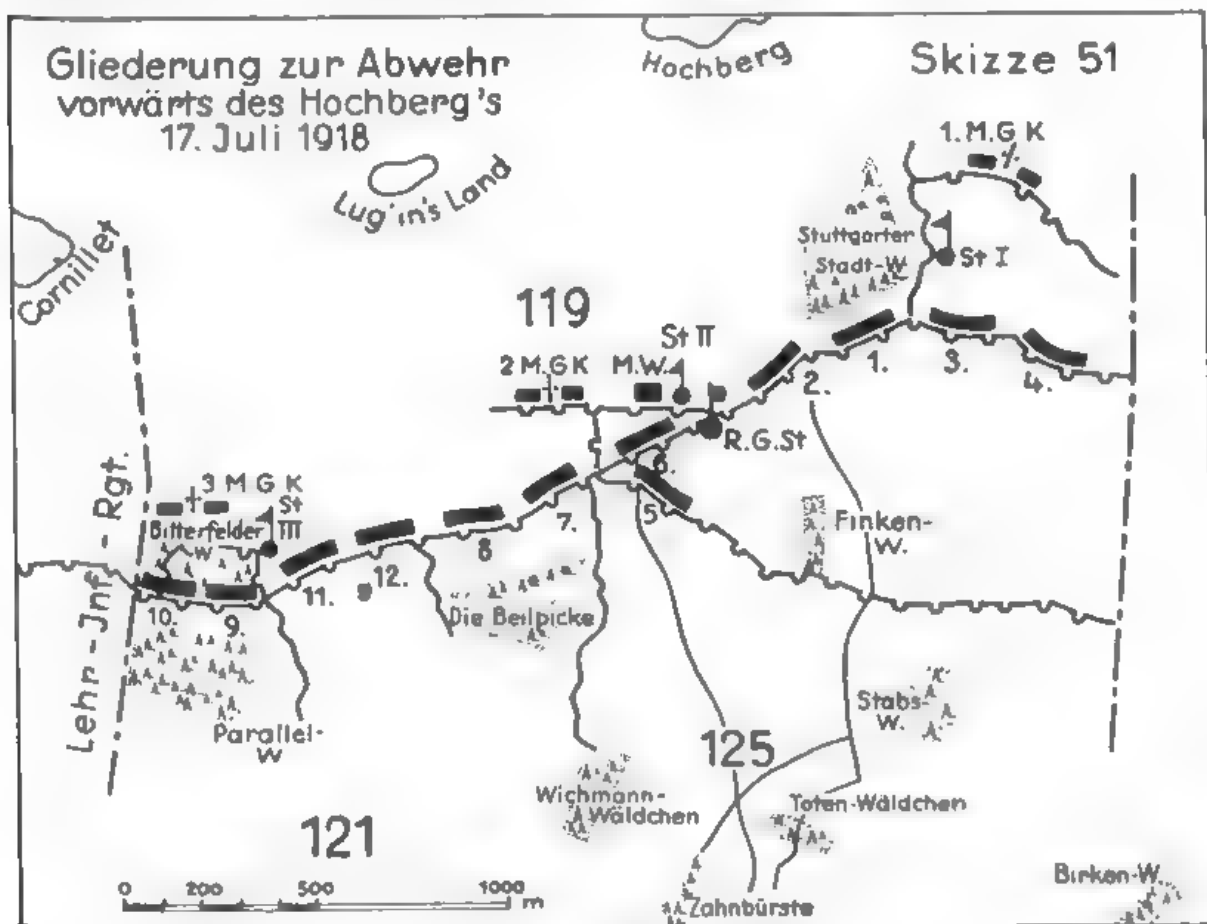 Gliederung zur Abwehr
vorwärts des Hochberg's
17. Juli 1918
Skizze 51
Hochberg
Lug'in's Land
Cornillet
1. M.G K
Stuttgarter
Stadt-W.
St I
119
St II
2 M.G K
M.W.
R.G.St
1.
2.
3.
4.
3 M G K
St
III
Bitterfelder
W
Lehr-Jnf-Rgt.
5.
6.
7.
8
9.
10.
11.
12.
Finken-
W.
Die Beilpicke
Parallel-
W
Stabs-
W.
125
Wichmann-
Wäldchen
Toten-Wäldchen
121
Zahnbürste
Birken-W.
0 200 500 1000
m